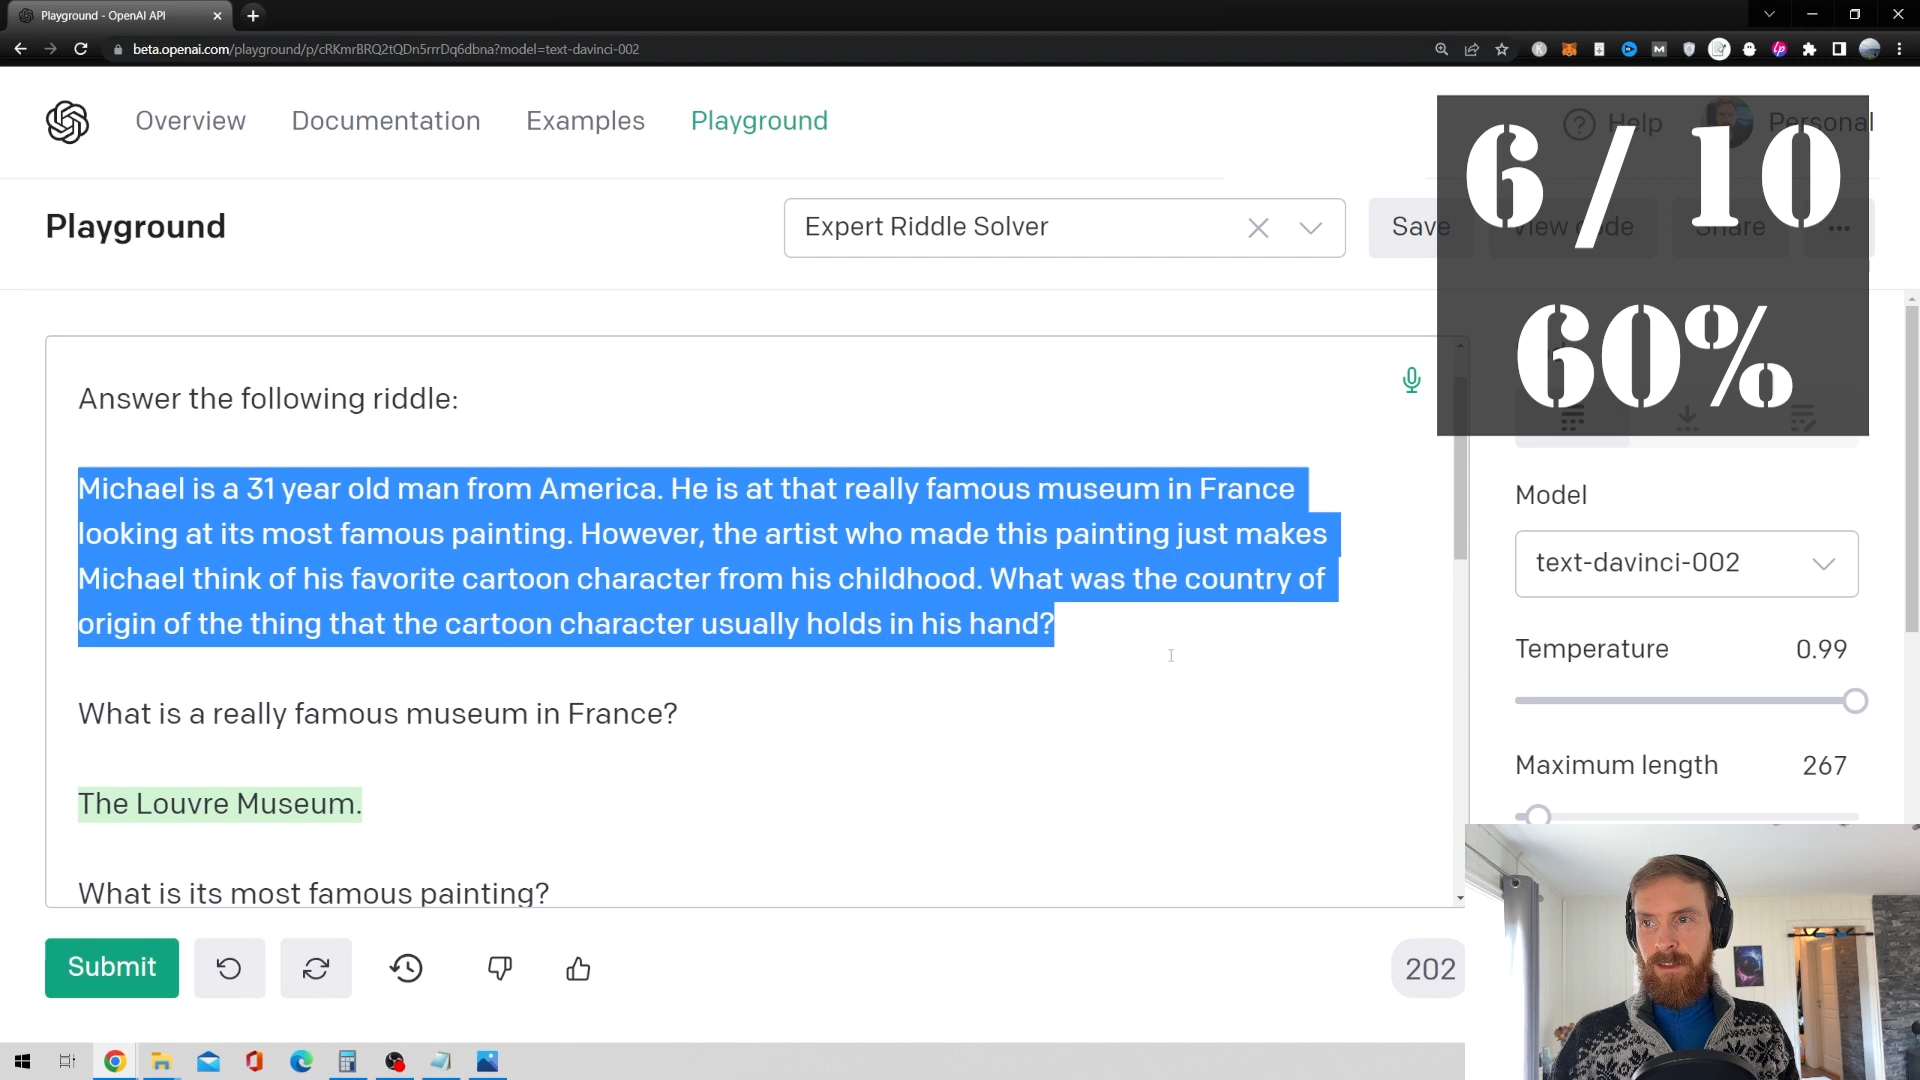 Playground - OpenAI API
beta.openai.com/playground/p/cRKmrBRQ2tQDn5rrrDq6dbna?model=text-davinci-002
Overview
Documentation
Examples
Playground
Help
Personal
6 / 10
60%
Playground
Expert Riddle Solver
Save
View code
Share
Answer the following riddle:
Michael is a 31 year old man from America. He is at that really famous museum in France
looking at its most famous painting. However, the artist who made this painting just makes
Michael think of his favorite cartoon character from his childhood. What was the country of
origin of the thing that the cartoon character usually holds in his hand?
What is a really famous museum in France?
The Louvre Museum.
What is its most famous painting?
Model
text-davinci-002
Temperature
0.99
Maximum length
267
Submit
202